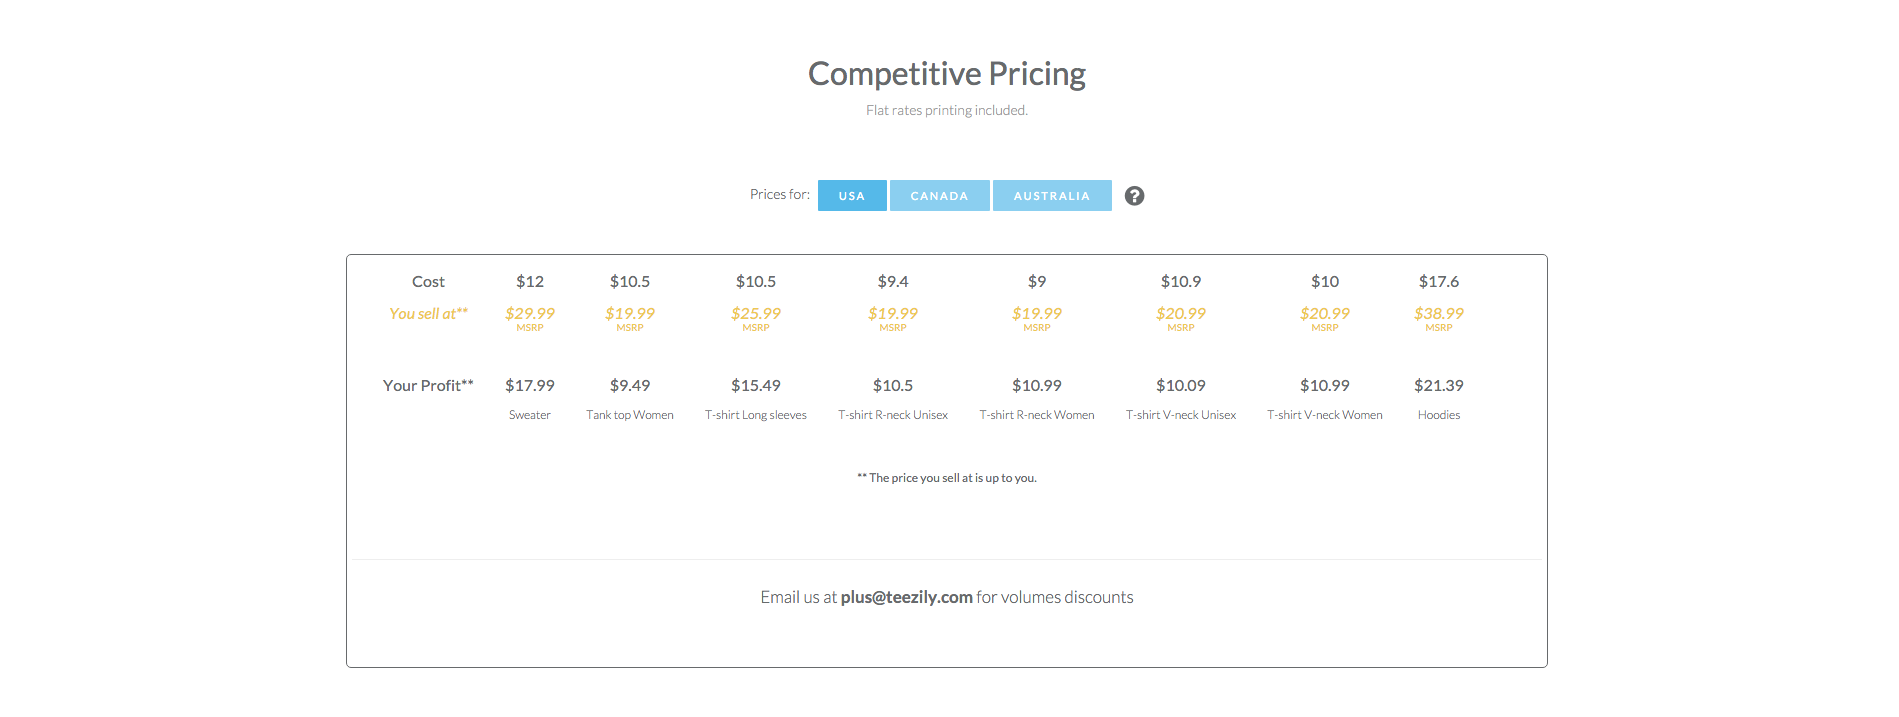 Competitive Pricing
Flat rates printing included.
Prices for: USA CANADA AUSTRALIA ?
Cost $12 $10.5 $10.5 $9.4 $9 $10.9 $10 $17.6
You sell at** $29.99 $19.99 $25.99 $19.99 $19.99 $20.99 $20.99 $38.99
MSRP MSRP MSRP MSRP MSRP MSRP MSRP MSRP
Your Profit** $17.99 $9.49 $15.49 $10.5 $10.99 $10.09 $10.99 $21.39
Sweater Tank top Women T-shirt Long sleeves T-shirt R-neck Unisex T-shirt R-neck Women T-shirt V-neck Unisex T-shirt V-neck Women Hoodies
** The price you sell at is up to you.
Email us at plus@teezily.com for volumes discounts